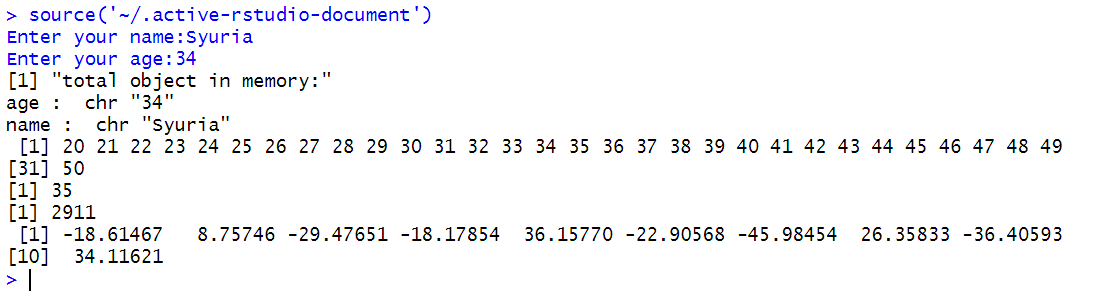 > source('~/.active-rstudio-document')
Enter your name:Syuria
Enter your age:34
[1] "total object in memory:"
age :  chr "34"
name :  chr "Syuria"
 [1] 20 21 22 23 24 25 26 27 28 29 30 31 32 33 34 35 36 37 38 39 40 41 42 43 44 45 46 47 48 49
[31] 50
[1] 35
[1] 2911
 [1] -18.61467   8.75746 -29.47651 -18.17854  36.15770 -22.90568 -45.98454  26.35833 -36.40593
[10]  34.11621
>